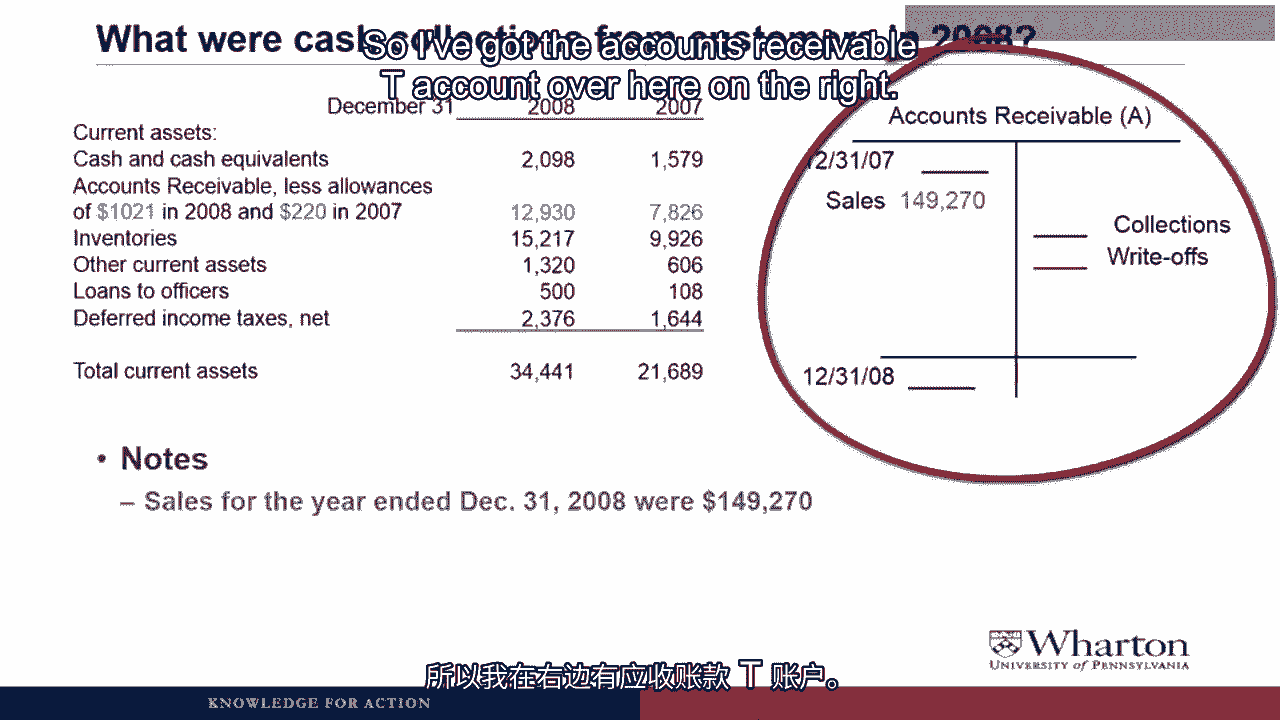 What were cash collections from customers in 2008?
So I've got the accounts receivable
T account over here on the right.
December 31 2008 2007
Current assets:
Cash and cash equivalents 2,098 1,579
Accounts Receivable, less allowances
of $1021 in 2008 and $220 in 2007 12,930 7,826
Inventories 15,217 9,926
Other current assets 1,320 606
Loans to officers 500 108
Deferred income taxes, net 2,376 1,644
Total current assets 34,441 21,689
Accounts Receivable (A)
12/31/07
Sales 149,270
Collections
Write-offs
12/31/08
• Notes
– Sales for the year ended Dec. 31, 2008 were $149,270
Wharton
UNIVERSITY of PENNSYLVANIA
所以我在右边有应收账款 T 账户。
KNOWLEDGE FOR ACTION